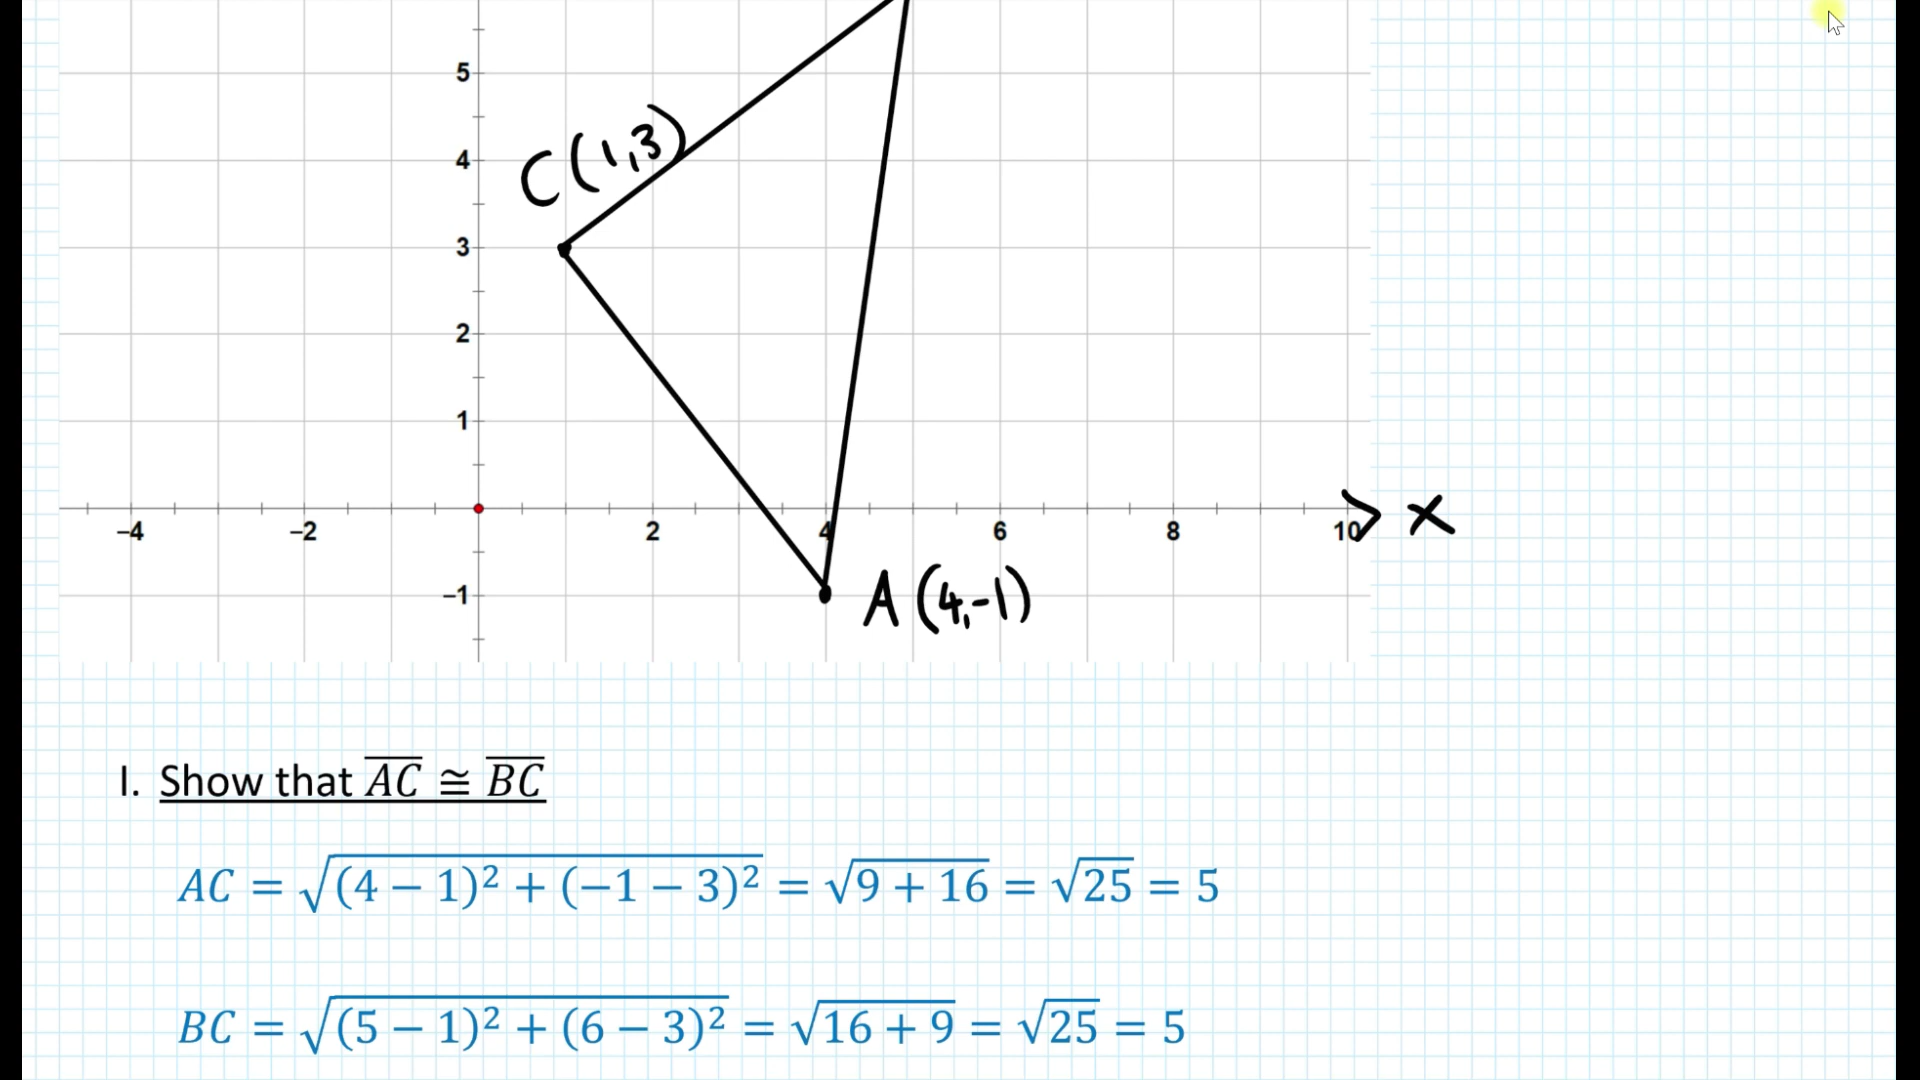 5
C(1,3)
4
3
2
1
–4 –2 2 4 6 8 10 x
–1 A(4,-1)
I. Show that \overline{AC} ≅ \overline{BC}
AC = √((4 − 1)² + (−1 − 3)²) = √(9 + 16) = √25 = 5
BC = √((5 − 1)² + (6 − 3)²) = √(16 + 9) = √25 = 5